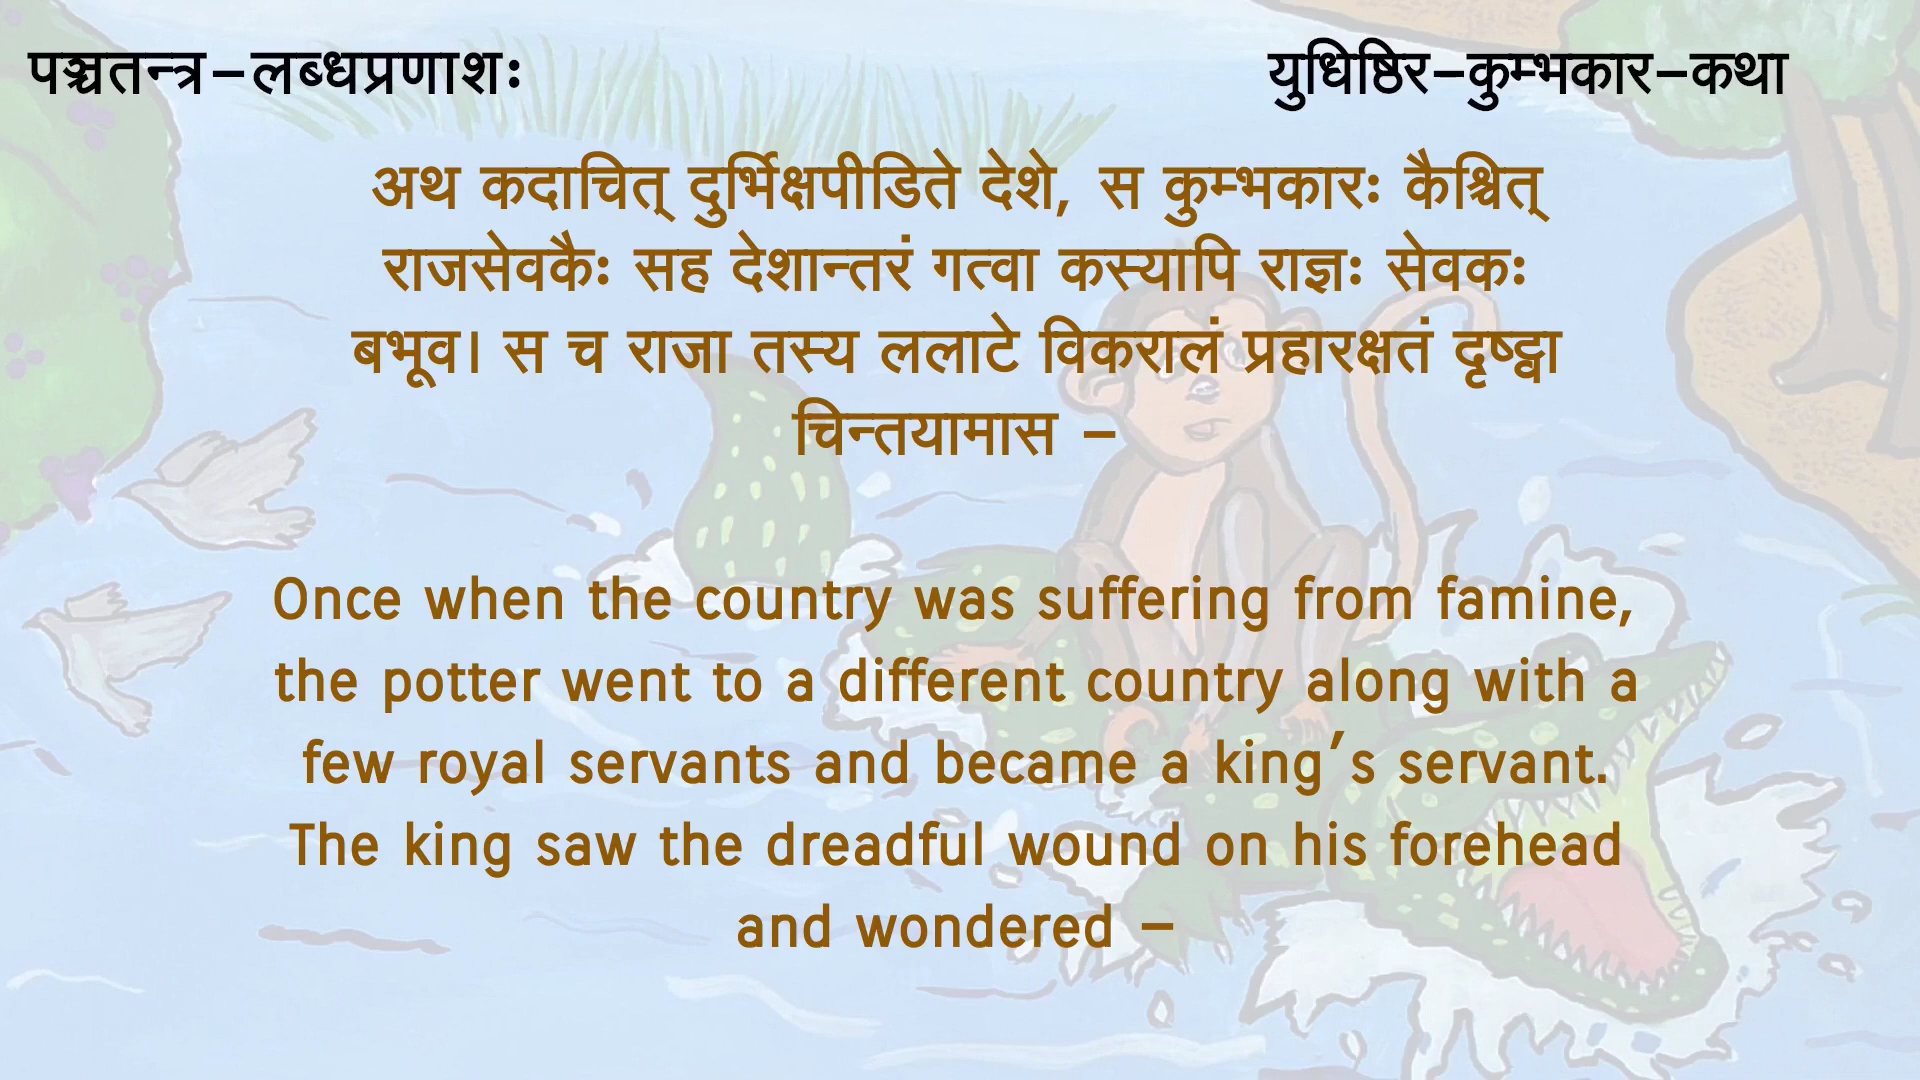 पञ्चतन्त्र-लब्धप्रणाशः
युधिष्ठिर-कुम्भकार-कथा
अथ कदाचित् दुर्भिक्षपीडिते देशे, स कुम्भकारः कैश्चित्
राजसेवकैः सह देशान्तरं गत्वा कस्यापि राज्ञः सेवकः
बभूव। स च राजा तस्य ललाटे विकरालं प्रहारक्षतं दृष्ट्वा
चिन्तयामास –
Once when the country was suffering from famine,
the potter went to a different country along with a
few royal servants and became a king's servant.
The king saw the dreadful wound on his forehead
and wondered –